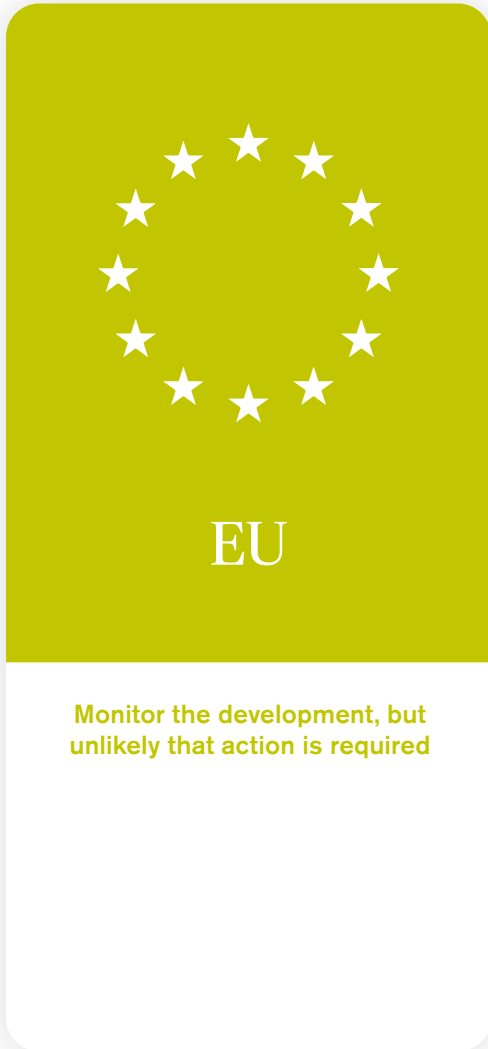 EU
Monitor the development, but
unlikely that action is required